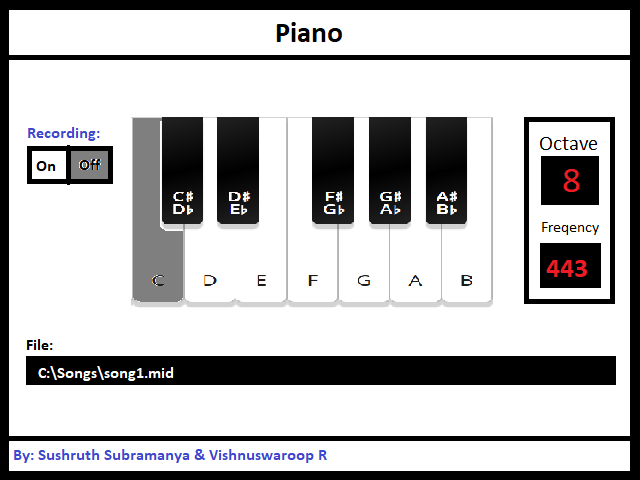 Piano
Recording:
On Off
C# D# F# G# A#
D♭ E♭ G♭ A♭ B♭
C D E F G A B
Octave
8
Freqency
443
File:
C:\Songs\song1.mid
By: Sushruth Subramanya & Vishnuswaroop R